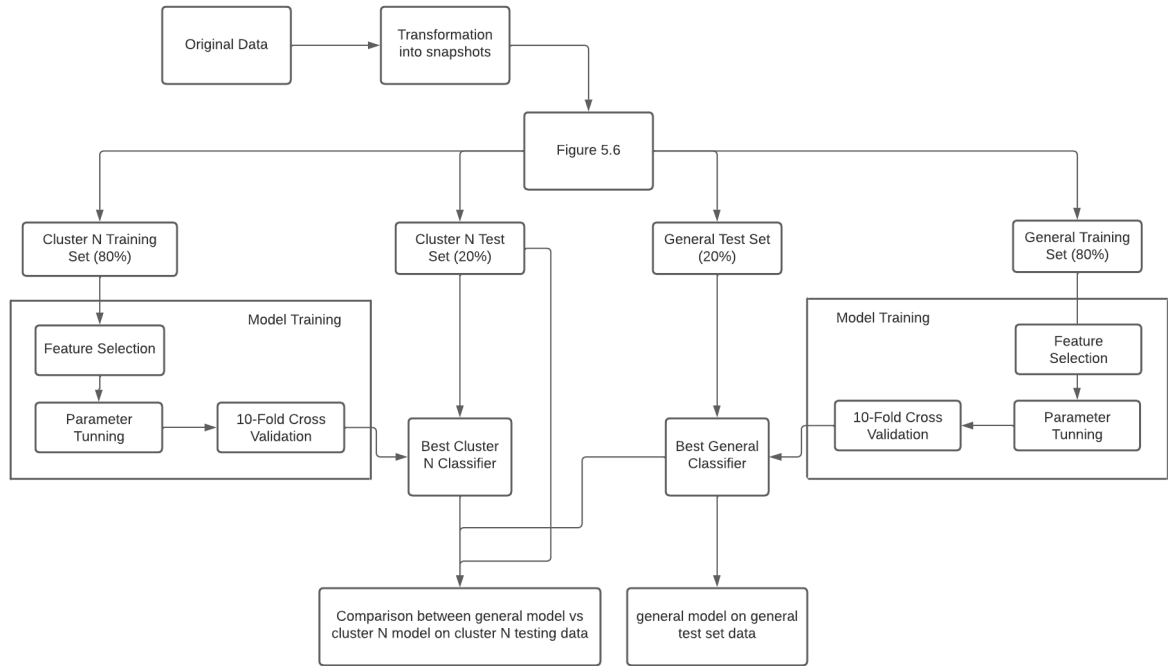 Original Data
Transformation
into snapshots
Figure 5.6
Cluster N Training
Set (80%)
Cluster N Test
Set (20%)
General Test Set
(20%)
General Training
Set (80%)
Model Training
Feature Selection
Parameter
Tunning
10-Fold Cross
Validation
Best Cluster
N Classifier
Best General
Classifier
Model Training
Feature
Selection
10-Fold Cross
Validation
Parameter
Tunning
Comparison between general model vs
cluster N model on cluster N testing data
general model on general
test set data